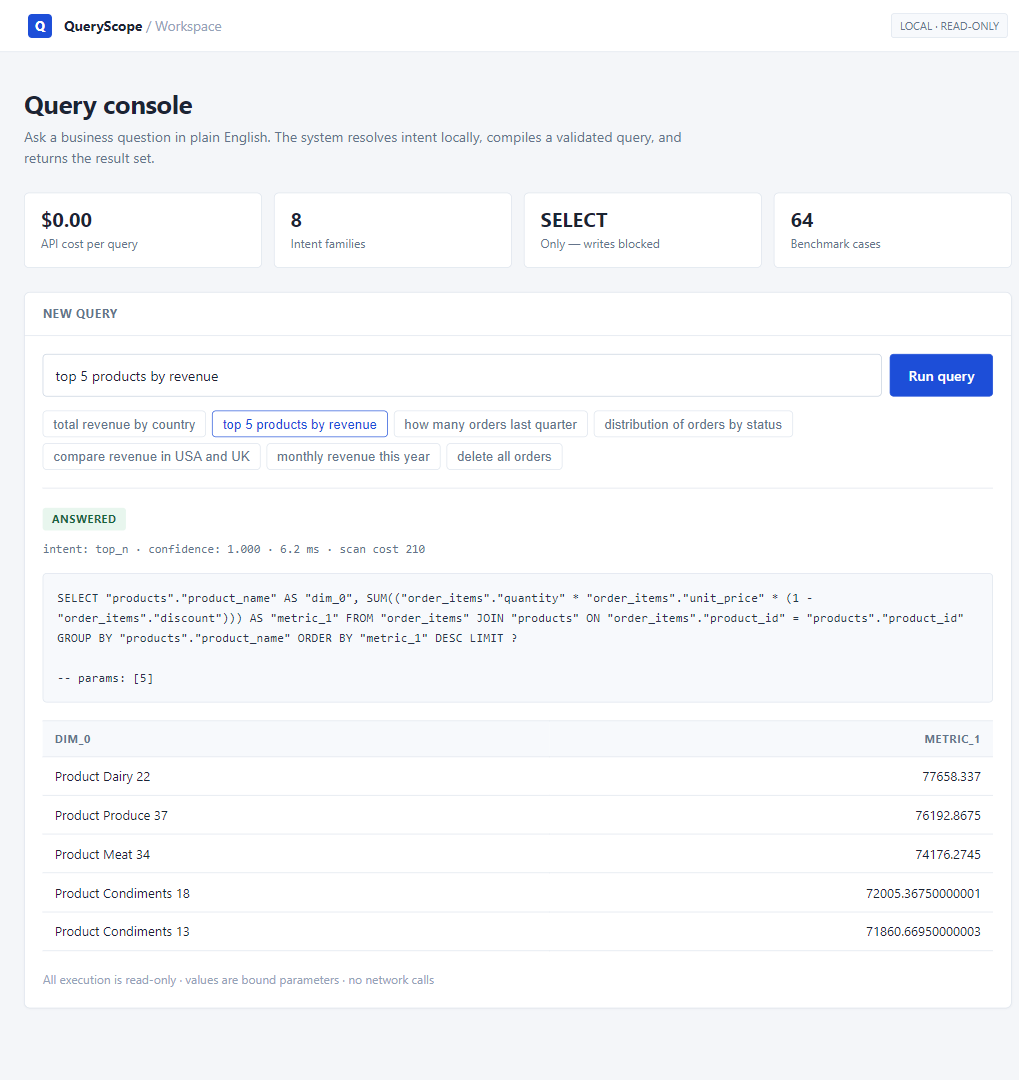 Q QueryScope / Workspace LOCAL · READ-ONLY
Query console
Ask a business question in plain English. The system resolves intent locally, compiles a validated query, and
returns the result set.
$0.00 8 SELECT 64
API cost per query Intent families Only — writes blocked Benchmark cases
NEW QUERY
top 5 products by revenue Run query
total revenue by country top 5 products by revenue how many orders last quarter distribution of orders by status
compare revenue in USA and UK monthly revenue this year delete all orders
ANSWERED
intent: top_n · confidence: 1.000 · 6.2 ms · scan cost 210
SELECT "products"."product_name" AS "dim_0", SUM(("order_items"."quantity" * "order_items"."unit_price" * (1 -
"order_items"."discount"))) AS "metric_1" FROM "order_items" JOIN "products" ON "order_items"."product_id" = "products"."product_id"
GROUP BY "products"."product_name" ORDER BY "metric_1" DESC LIMIT ?
-- params: [5]
DIM_0 METRIC_1
Product Dairy 22 77658.337
Product Produce 37 76192.8675
Product Meat 34 74176.2745
Product Condiments 18 72005.36750000001
Product Condiments 13 71860.66950000003
All execution is read-only · values are bound parameters · no network calls